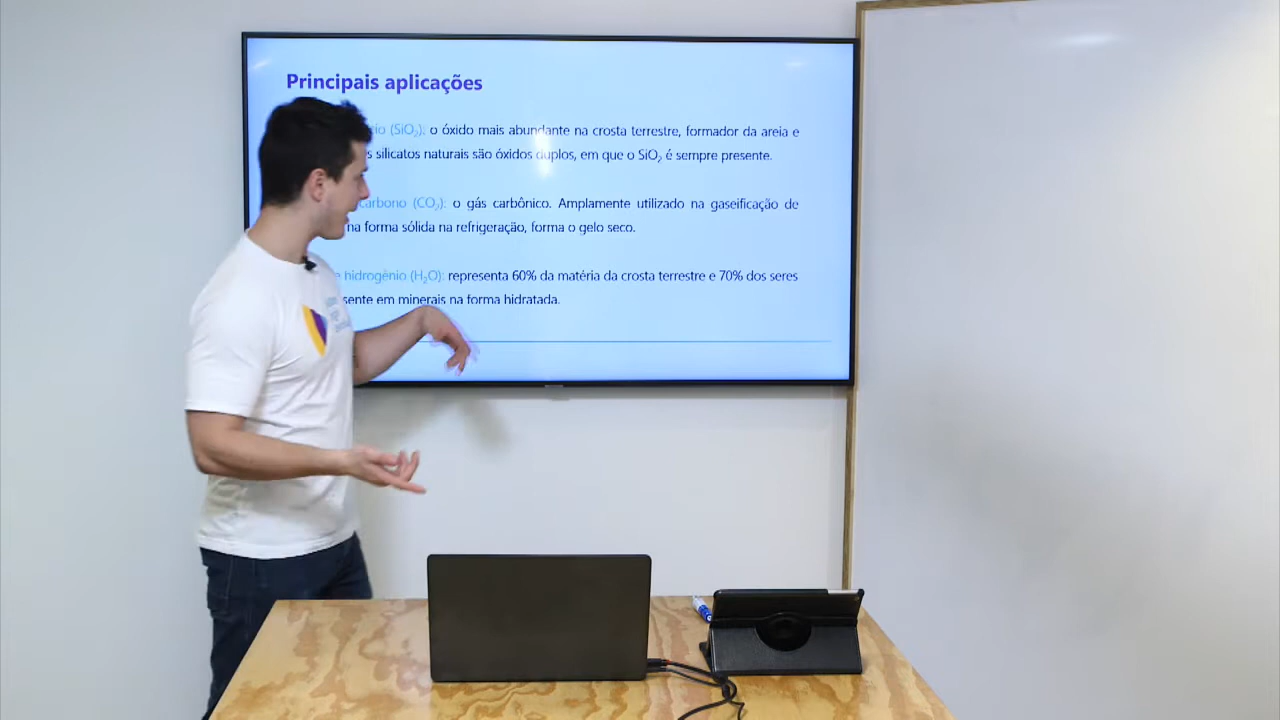 Principais aplicações
(SiO₂): o óxido mais abundante na crosta terrestre, formador da areia e
silicatos naturais são óxidos duplos, em que o SiO₂ é sempre presente.
carbono (CO₂): o gás carbônico. Amplamente utilizado na gaseificação de
na forma sólida na refrigeração, forma o gelo seco.
hidrogênio (H₂O): representa 60% da matéria da crosta terrestre e 70% dos seres
em minerais na forma hidratada.